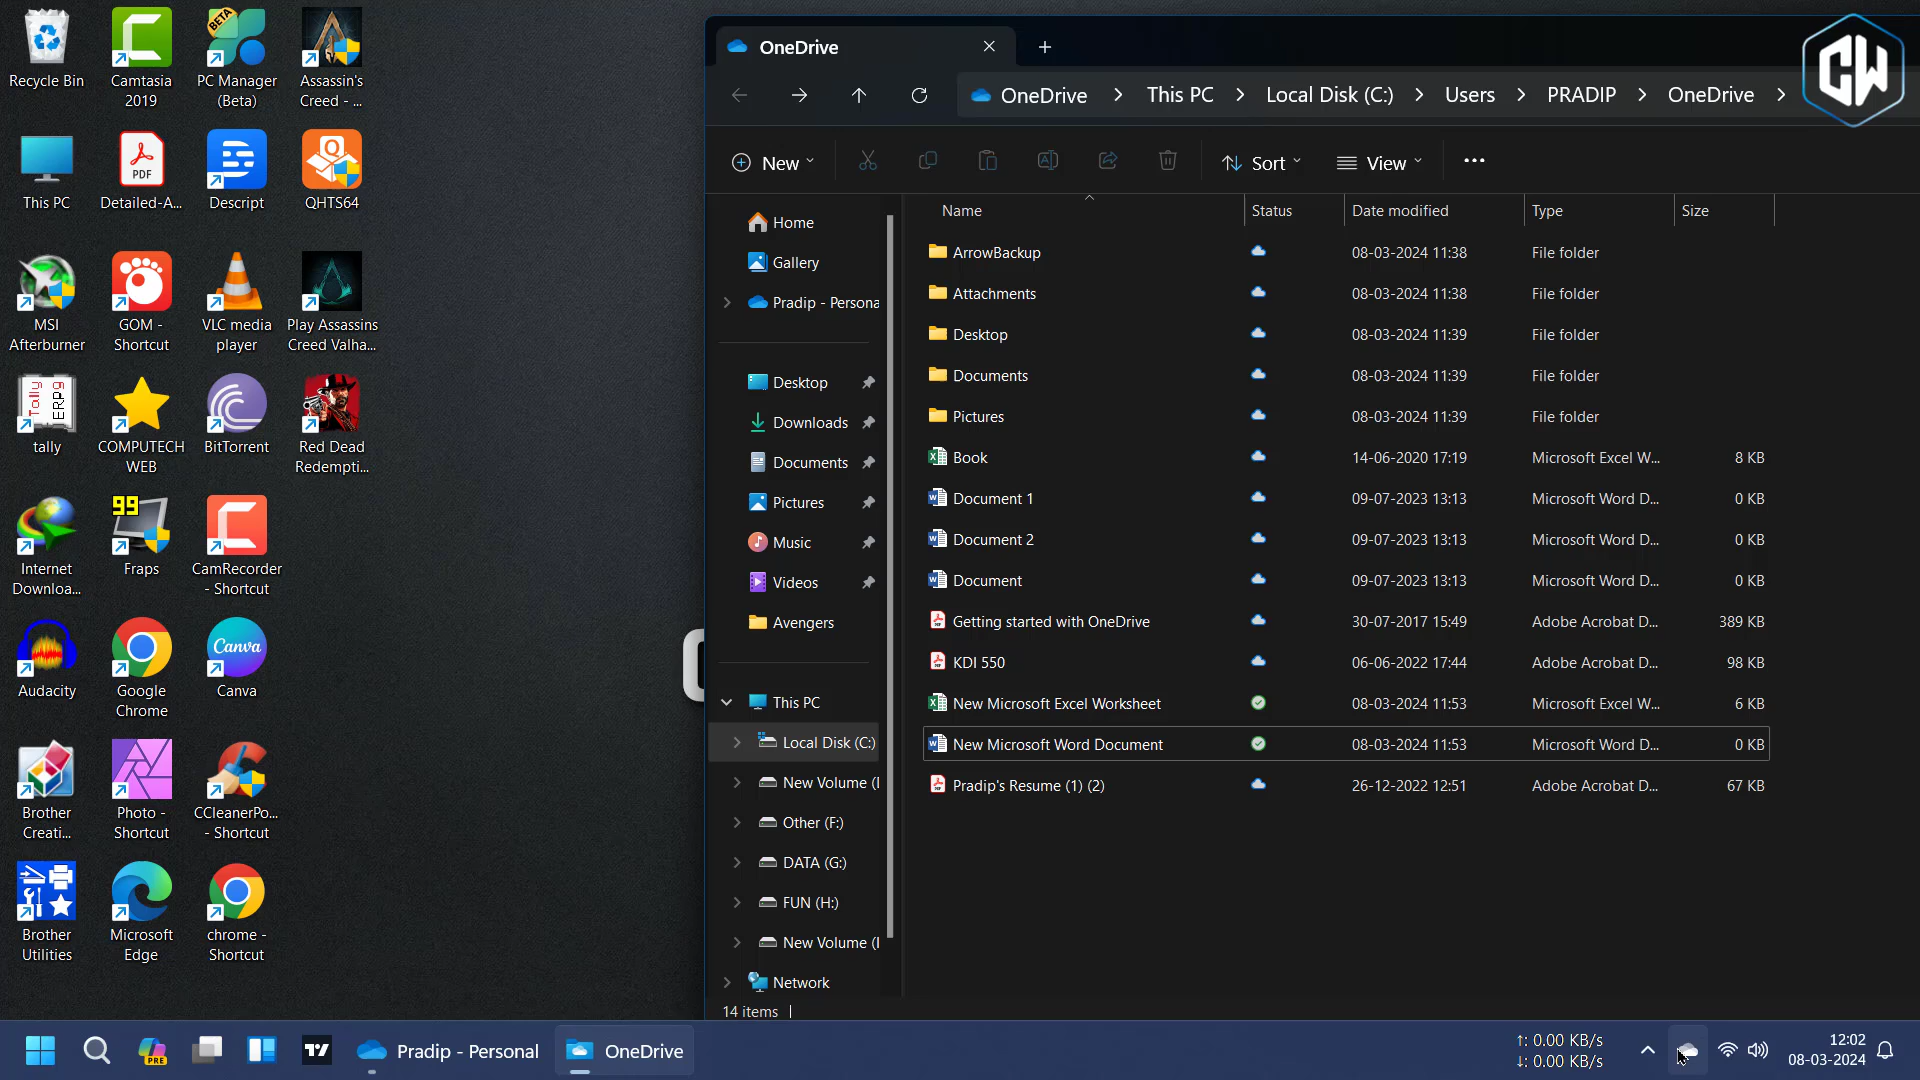 Recycle Bin
Camtasia
2019
BETA
PC Manager
(Beta)
Assassin's
Creed - ...
This PC
PDF
Detailed-A...
Descript
QHTS64
MSI
Afterburner
GOM -
Shortcut
VLC media
player
Play Assassins
Creed Valha...
Tally
ERP9
tally
COMPUTECH
WEB
BitTorrent
Red Dead
Redempti...
Internet
Downloa...
99
Fraps
CamRecorder
- Shortcut
Audacity
Google
Chrome
Canva
Canva
Brother
Creati...
Photo -
Shortcut
CCleanerPo...
- Shortcut
Brother
Utilities
Microsoft
Edge
chrome -
Shortcut
OneDrive
OneDrive > This PC > Local Disk (C:) > Users > PRADIP > OneDrive >
CW
New
Sort
View
Home
Gallery
Pradip - Persona
Desktop
Downloads
Documents
Pictures
Music
Videos
Avengers
This PC
Local Disk (C:)
New Volume (
Other (F:)
DATA (G:)
FUN (H:)
New Volume (
Network
Name Status Date modified Type Size
ArrowBackup 08-03-2024 11:38 File folder
Attachments 08-03-2024 11:38 File folder
Desktop 08-03-2024 11:39 File folder
Documents 08-03-2024 11:39 File folder
Pictures 08-03-2024 11:39 File folder
Book 14-06-2020 17:19 Microsoft Excel W... 8 KB
Document 1 09-07-2023 13:13 Microsoft Word D... 0 KB
Document 2 09-07-2023 13:13 Microsoft Word D... 0 KB
Document 09-07-2023 13:13 Microsoft Word D... 0 KB
Getting started with OneDrive 30-07-2017 15:49 Adobe Acrobat D... 389 KB
KDI 550 06-06-2022 17:44 Adobe Acrobat D... 98 KB
New Microsoft Excel Worksheet 08-03-2024 11:53 Microsoft Excel W... 6 KB
New Microsoft Word Document 08-03-2024 11:53 Microsoft Word D... 0 KB
Pradip's Resume (1) (2) 26-12-2022 12:51 Adobe Acrobat D... 67 KB
14 items
PRE
Pradip - Personal
OneDrive
↑: 0.00 KB/s
↓: 0.00 KB/s
12:02
08-03-2024